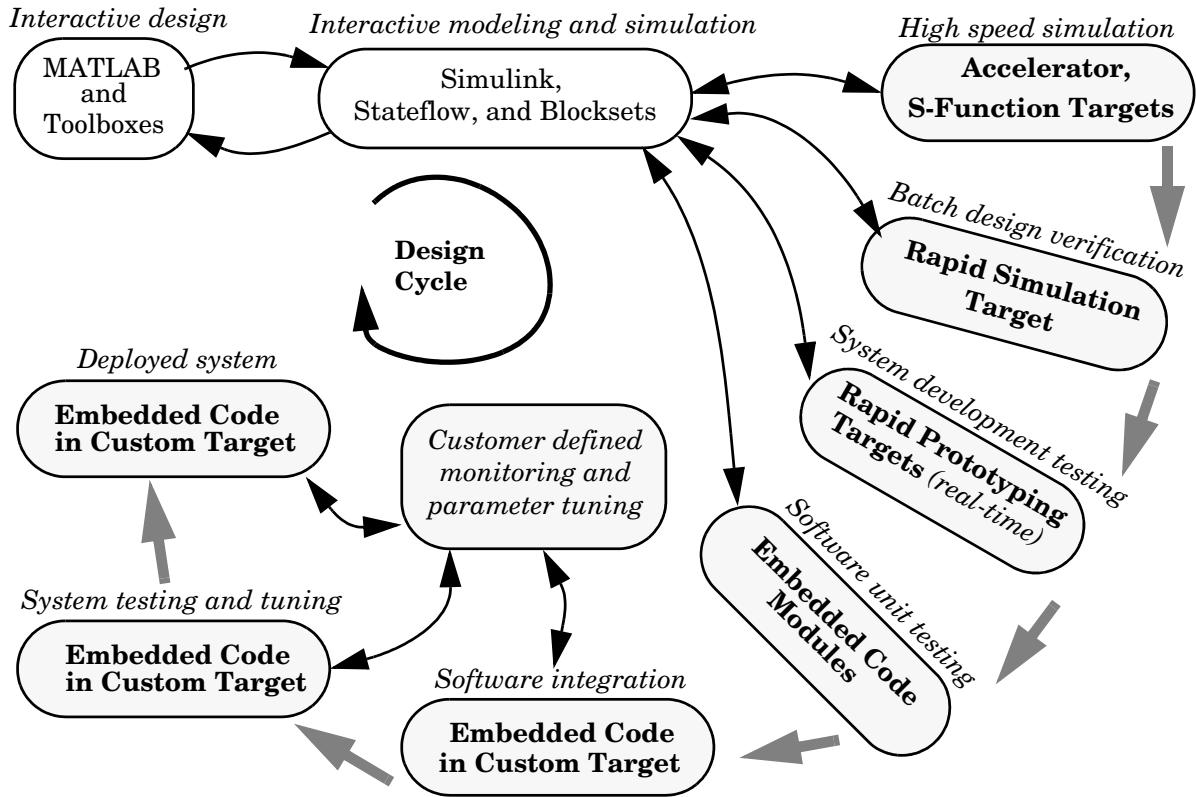 Interactive design
MATLAB
and
Toolboxes
Interactive modeling and simulation
Simulink,
Stateflow, and Blocksets
High speed simulation
Accelerator,
S-Function Targets
Batch design verification
Rapid Simulation
Target
System development testing
Rapid Prototyping
Targets (real-time)
Software unit testing
Embedded Code
Modules
Design
Cycle
Deployed system
Embedded Code
in Custom Target
Customer defined
monitoring and
parameter tuning
System testing and tuning
Embedded Code
in Custom Target
Software integration
Embedded Code
in Custom Target